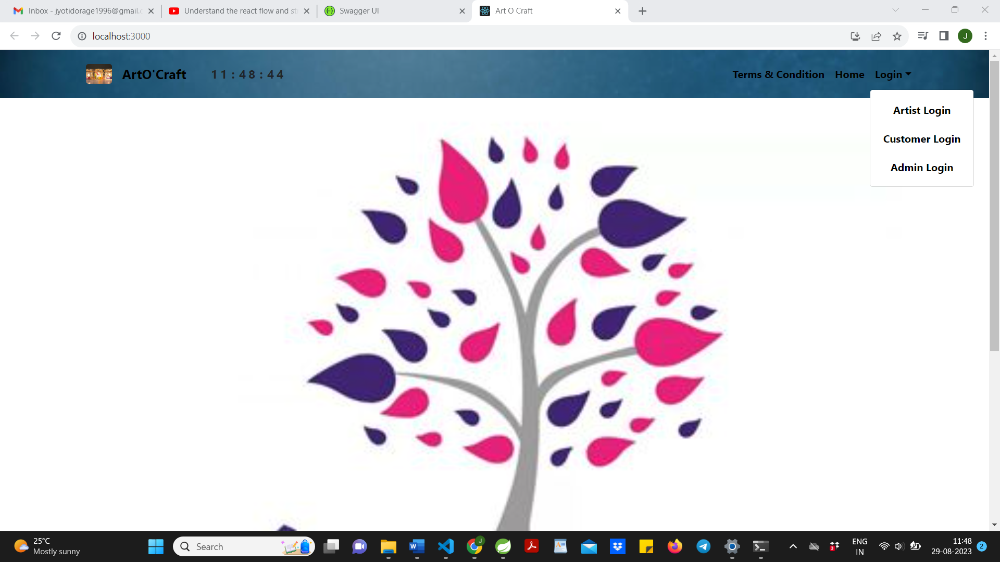 Inbox - jyotidorage1996@gmail.c
Understand the react flow and st
Swagger UI
Art O Craft
localhost:3000
J
ArtO'Craft
11:48:44
Terms & Condition
Home
Login
Artist Login
Customer Login
Admin Login
25°C
Mostly sunny
Search
J
3
ENG
IN
11:48
29-08-2023
2